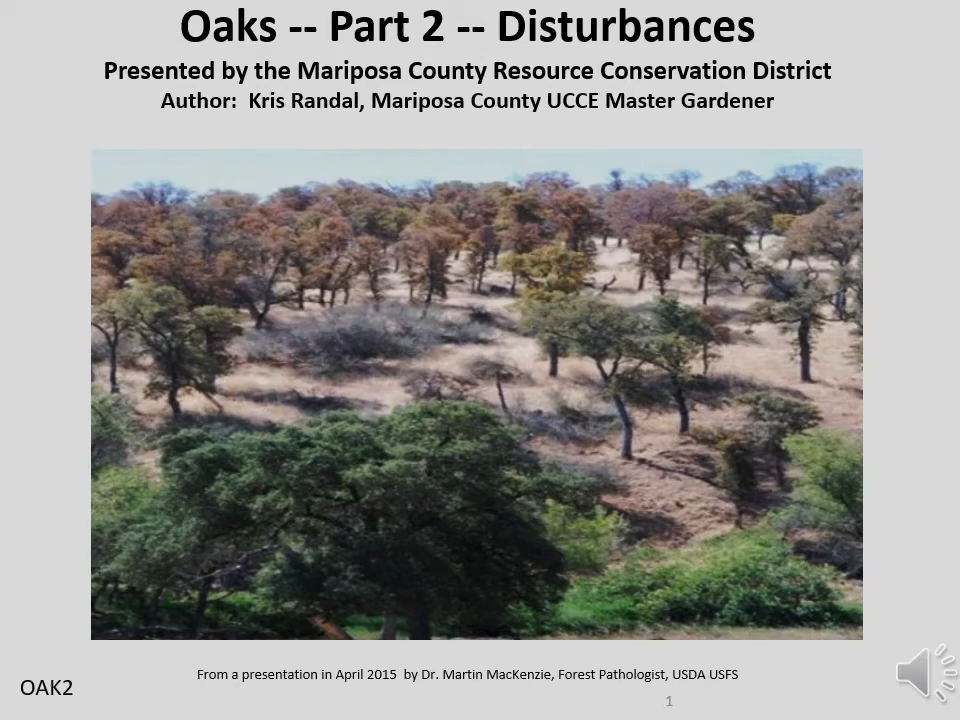 Oaks -- Part 2 -- Disturbances
Presented by the Mariposa County Resource Conservation District
Author:  Kris Randal, Mariposa County UCCE Master Gardener
From a presentation in April 2015  by Dr. Martin MacKenzie, Forest Pathologist, USDA USFS
OAK2
1